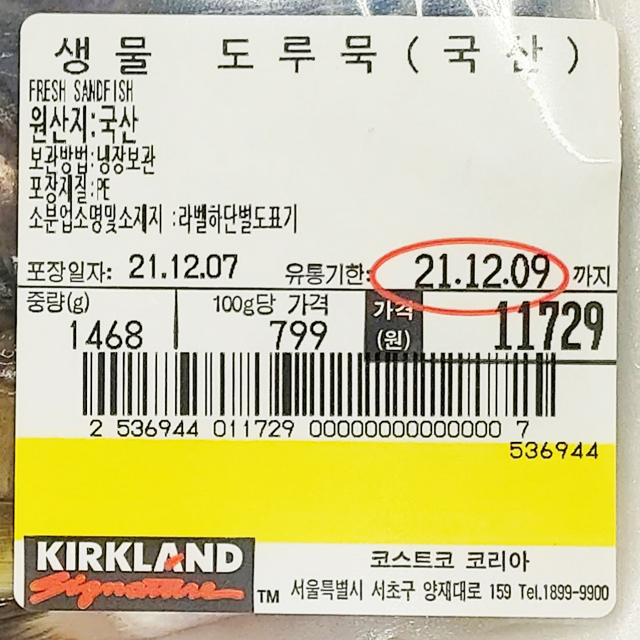 생물 도루묵(국산)
FRESH SANDFISH
원산지:국산
보관방법:냉장보관
포장재질:PE
소분업소명및소재지 :라벨하단별도표기
포장일자: 21.12.07 유통기한: 21.12.09 까지
중량(g) 100g당 가격 가격(원)
1468 799 11729
2 536944 011729 00000000000000 7
536944
KIRKLAND
Signature TM
코스트코 코리아
서울특별시 서초구 양재대로 159 Tel.1899-9900